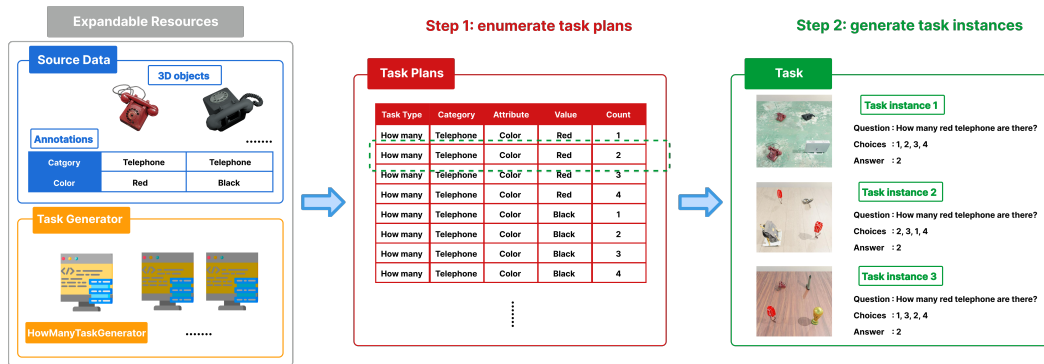 Expandable Resources
Source Data
3D objects
Annotations
.......
Catgory Telephone Telephone
Color Red Black
Task Generator
HowManyTaskGenerator
.......
Step 1: enumerate task plans
Task Plans
Task Type Category Attribute Value Count
How many Telephone Color Red 1
How many Telephone Color Red 2
How many Telephone Color Red 3
How many Telephone Color Red 4
How many Telephone Color Black 1
How many Telephone Color Black 2
How many Telephone Color Black 3
How many Telephone Color Black 4
Step 2: generate task instances
Task
Task instance 1
Question : How many red telephone are there?
Choices : 1, 2, 3, 4
Answer : 2
Task instance 2
Question : How many red telephone are there?
Choices : 2, 3, 1, 4
Answer : 2
Task instance 3
Question : How many red telephone are there?
Choices : 1, 3, 2, 4
Answer : 2